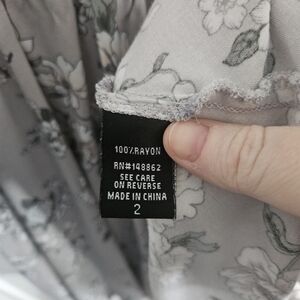 100% RAYON
RN#148862
SEE CARE
ON REVERSE
MADE IN CHINA
2